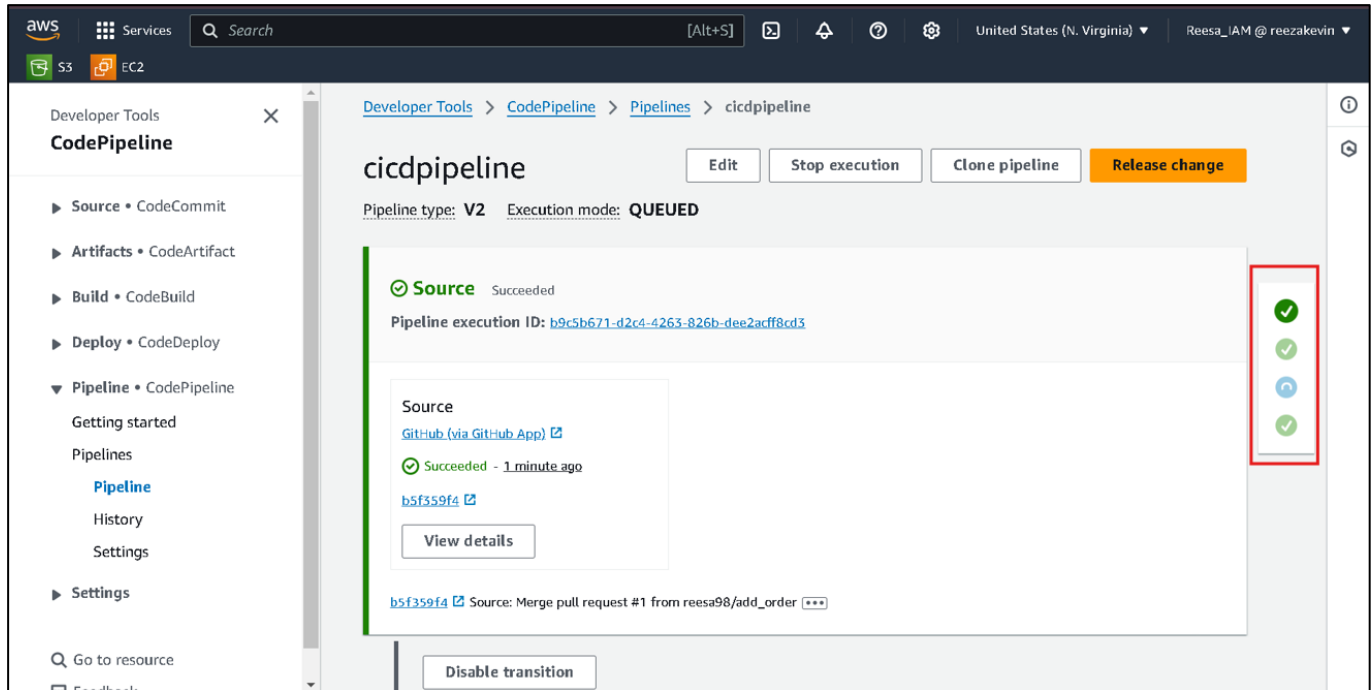 aws
Services
Search
[Alt+S]
United States (N. Virginia)
Reesa_IAM @ reezakevin
S3
EC2
Developer Tools
CodePipeline
Source • CodeCommit
Artifacts • CodeArtifact
Build • CodeBuild
Deploy • CodeDeploy
Pipeline • CodePipeline
Getting started
Pipelines
Pipeline
History
Settings
Settings
Go to resource
Feedback
Developer Tools > CodePipeline > Pipelines > cicdpipeline
cicdpipeline
Edit
Stop execution
Clone pipeline
Release change
Pipeline type: V2 Execution mode: QUEUED
Source Succeeded
Pipeline execution ID: b9c5b671-d2c4-4263-826b-dee2acff8cd3
Source
GitHub (via GitHub App)
Succeeded - 1 minute ago
b5f359f4
View details
b5f359f4 Source: Merge pull request #1 from reesa98/add_order
Disable transition